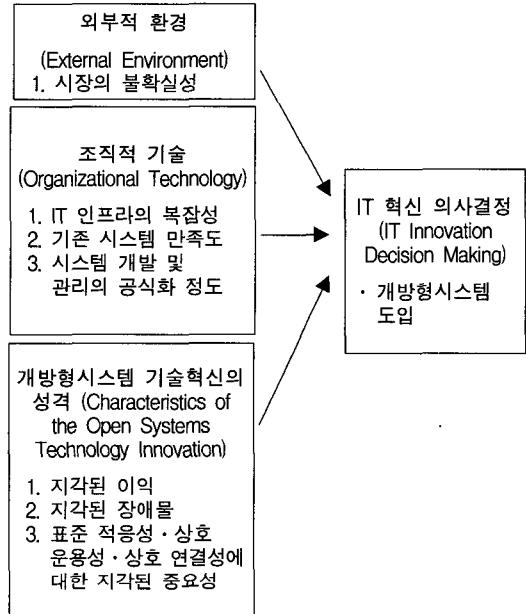 외부적 환경
(External Environment)
1. 시장의 불확실성
조직적 기술
(Organizational Technology)
1. IT 인프라의 복잡성
2. 기존 시스템 만족도
3. 시스템 개발 및
관리의 공식화 정도
개방형시스템 기술혁신의
성격 (Characteristics of
the Open Systems
Technology Innovation)
1. 지각된 이익
2. 지각된 장애물
3. 표준 적응성·상호
운용성·상호 연결성에
대한 지각된 중요성
IT 혁신 의사결정
(IT Innovation
Decision Making)
· 개방형시스템
도입